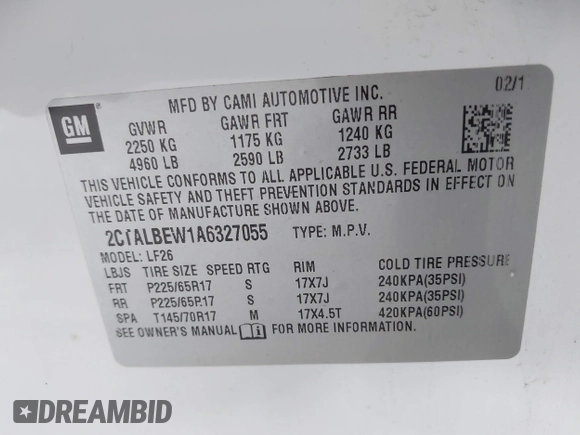 GM
MFD BY CAMI AUTOMOTIVE INC.
02/1
GVWR GAWR FRT GAWR RR
2250 KG 1175 KG 1240 KG
4960 LB 2590 LB 2733 LB
THIS VEHICLE CONFORMS TO ALL APPLICABLE U.S. FEDERAL MOTOR
VEHICLE SAFETY AND THEFT PREVENTION STANDARDS IN EFFECT ON
THE DATE OF MANUFACTURE SHOWN ABOVE.
2CTALBEW1A6327055 TYPE: M.P.V.
MODEL: LF26
LBJS TIRE SIZE SPEED RTG RIM COLD TIRE PRESSURE
FRT P225/65R17 S 17X7J 240KPA(35PSI)
RR P225/65R17 S 17X7J 240KPA(35PSI)
SPA T145/70R17 M 17X4.5T 420KPA(60PSI)
SEE OWNER'S MANUAL FOR MORE INFORMATION
DREAMBID